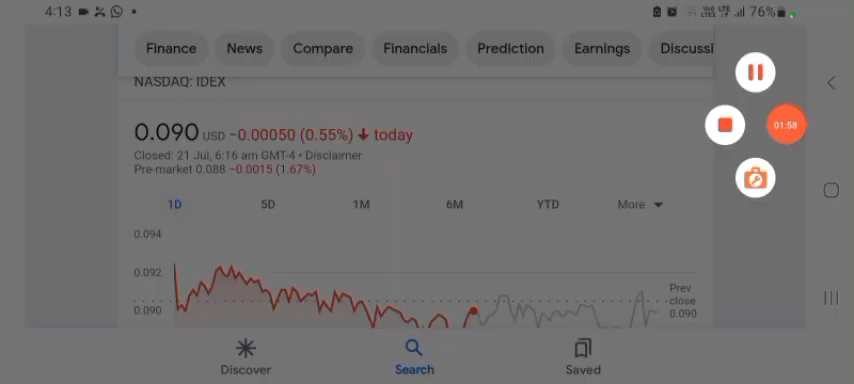 4:13
Vo0 LTE
LTE2
76%
Finance News Compare Financials Prediction Earnings Discussi
NASDAQ: IDEX
0.090 USD −0.00050 (0.55%) today
Closed: 21 Jul, 6:16 am GMT-4 • Disclaimer
Pre-market 0.088 −0.0015 (1.67%)
01:58
1D 5D 1M 6M YTD More
0.094
0.092
0.090
Prev
close
0.090
Discover Search Saved